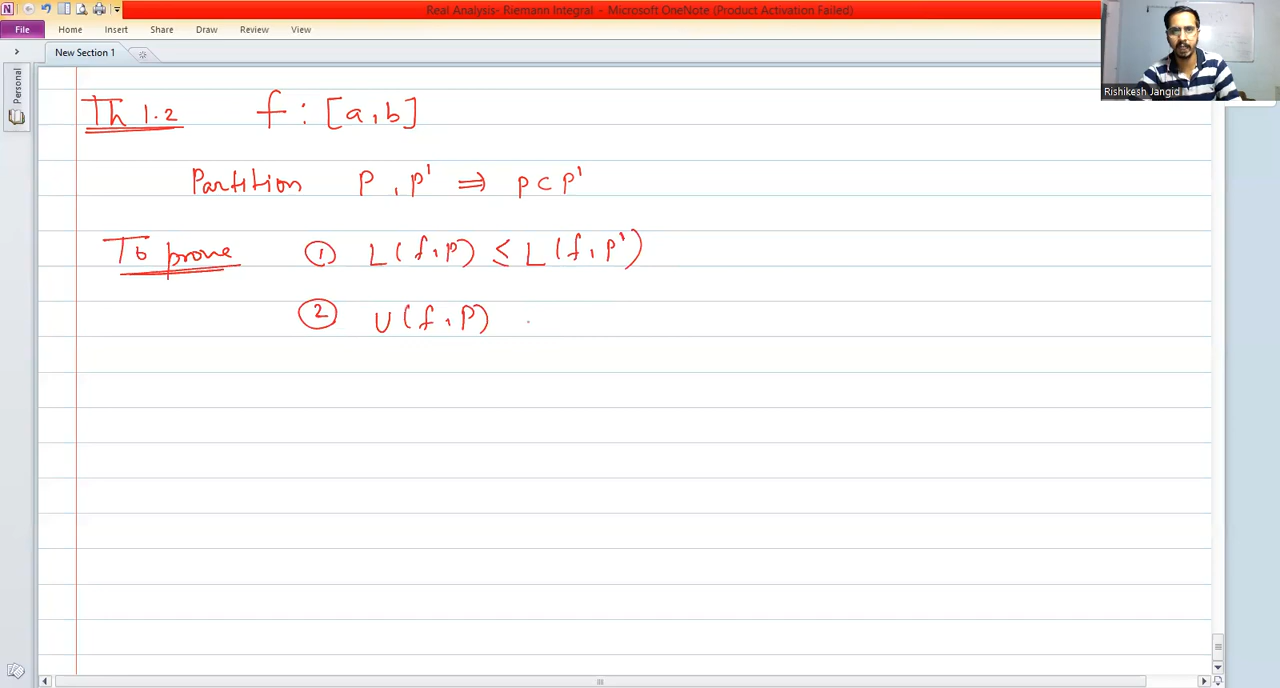 Real Analysis- Riemann Integral - Microsoft OneNote (Product Activation Failed)
File Home Insert Share Draw Review View
New Section 1
Personal
Rishikesh Jangid
Th 1.2 f : [a, b]
Partition P, P' ⇒ P ⊂ P'
To prove ① L(f, P) ≤ L(f, P')
② U(f, P)